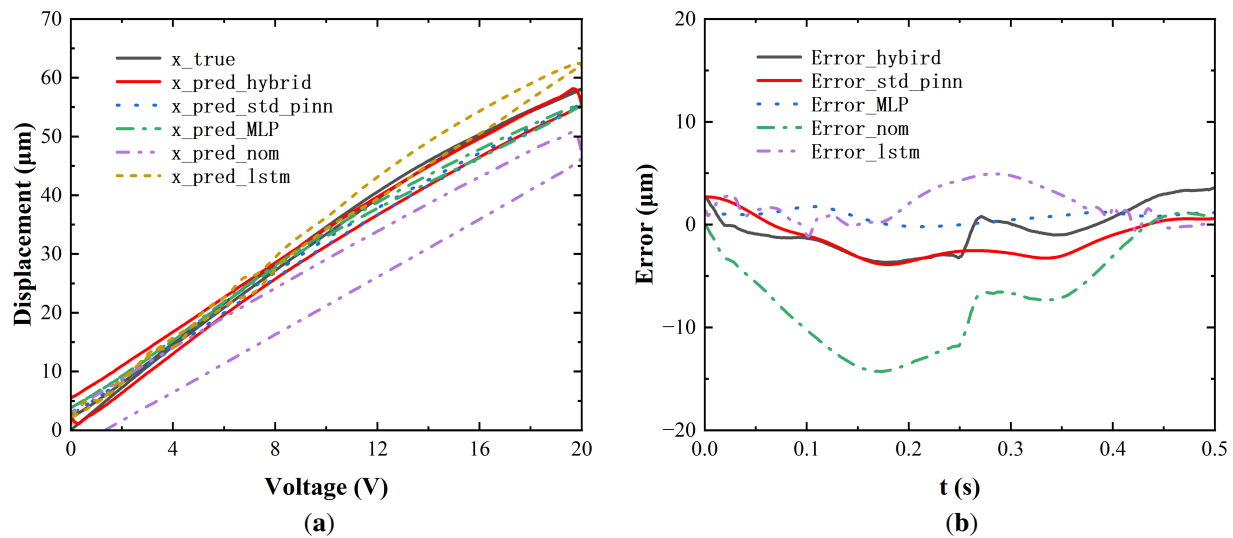 70
60
50
40
30
20
10
0
0
4
8
12
16
20
Displacement (μm)
Voltage (V)
x_true
x_pred_hybrid
x_pred_std_pinn
x_pred_MLP
x_pred_nom
x_pred_lstm
(a)
20
10
0
−10
−20
0.0
0.1
0.2
0.3
0.4
0.5
Error (μm)
t (s)
Error_hybird
Error_std_pinn
Error_MLP
Error_nom
Error_lstm
(b)